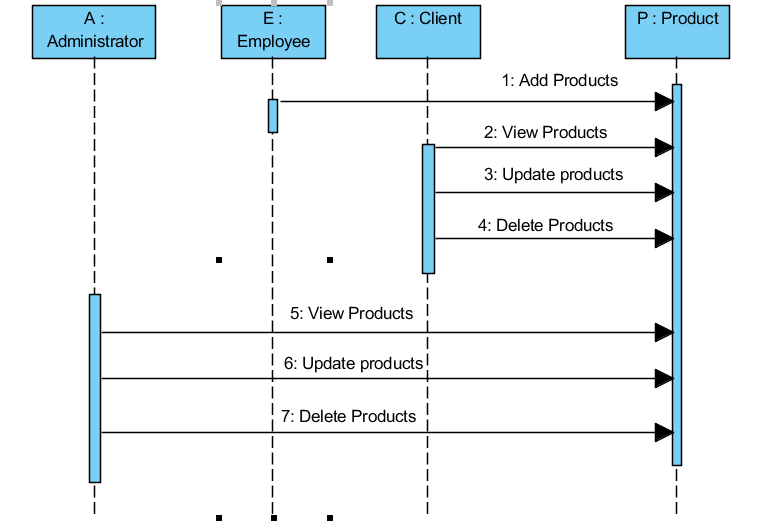 A :
Administrator
E :
Employee
C : Client
P : Product
1: Add Products
2: View Products
3: Update products
4: Delete Products
5: View Products
6: Update products
7: Delete Products